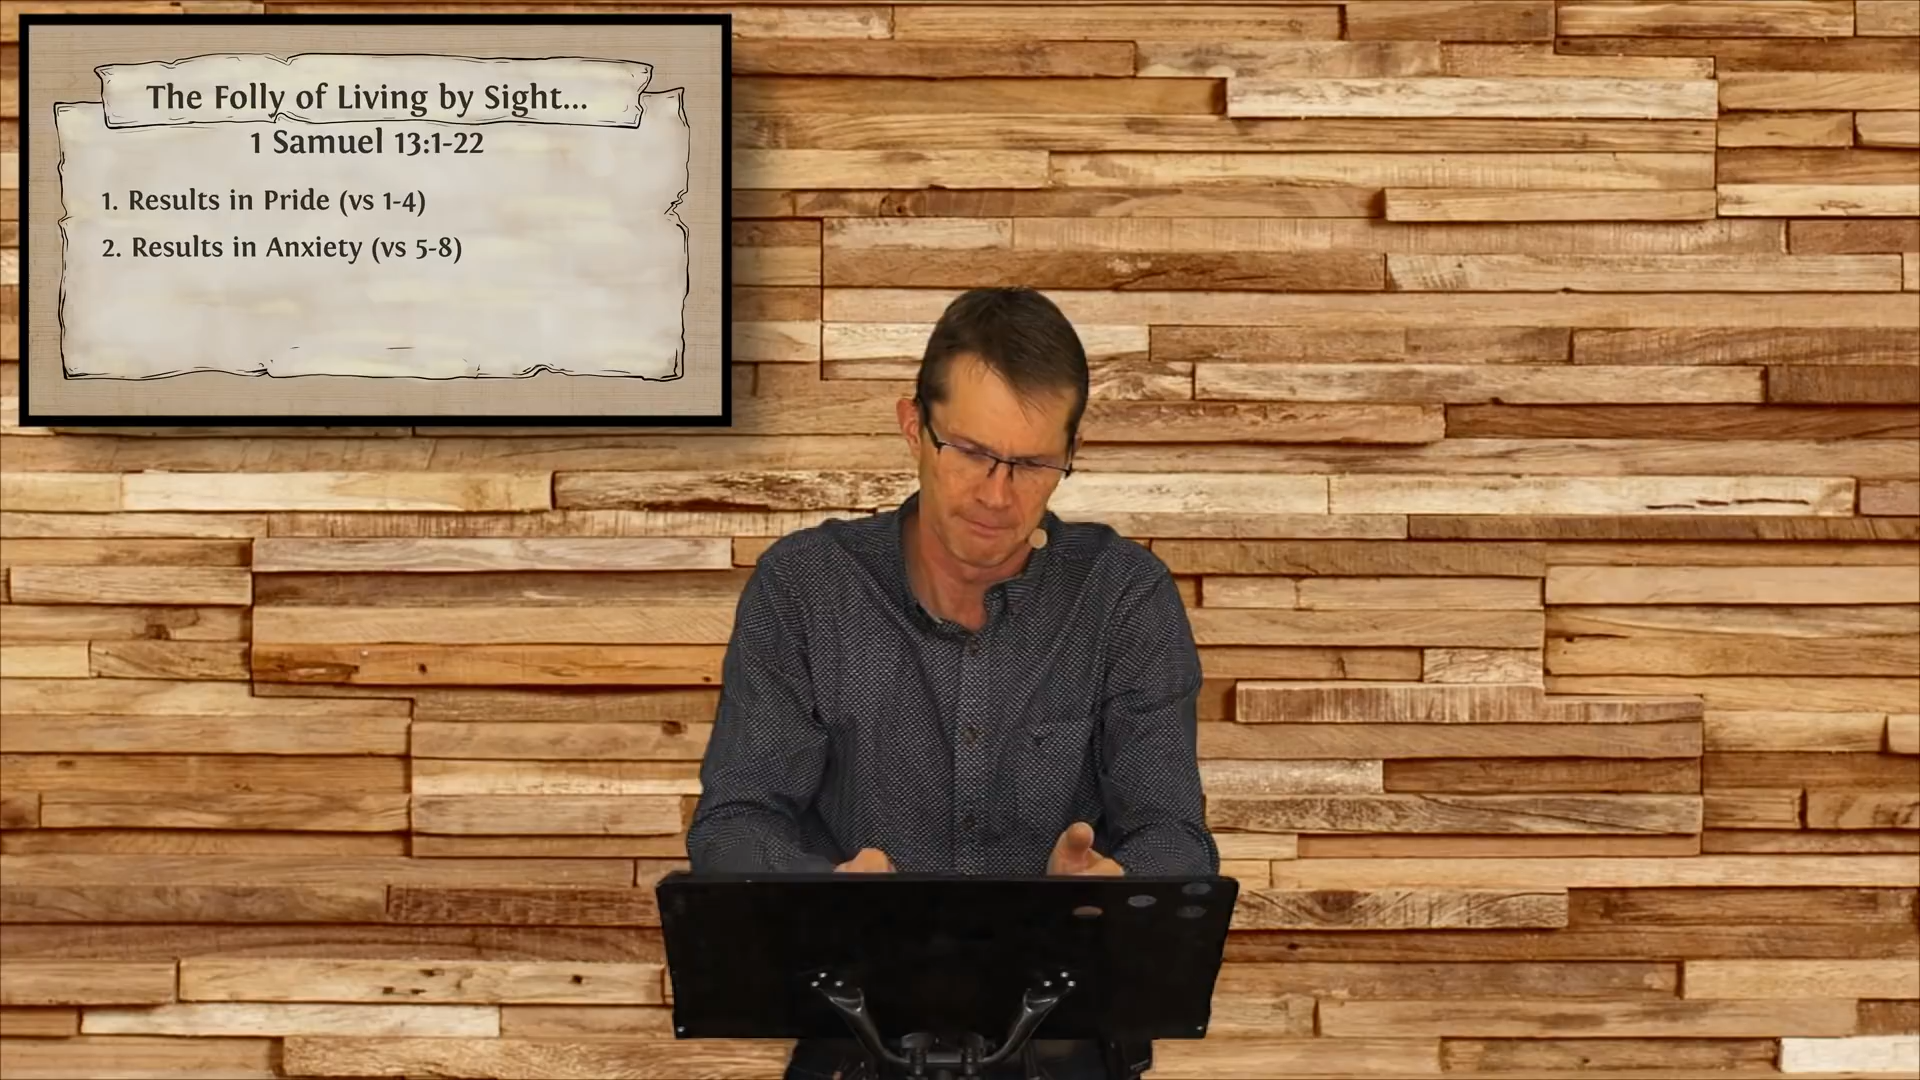 The Folly of Living by Sight...
1 Samuel 13:1-22
1. Results in Pride (vs 1-4)
2. Results in Anxiety (vs 5-8)